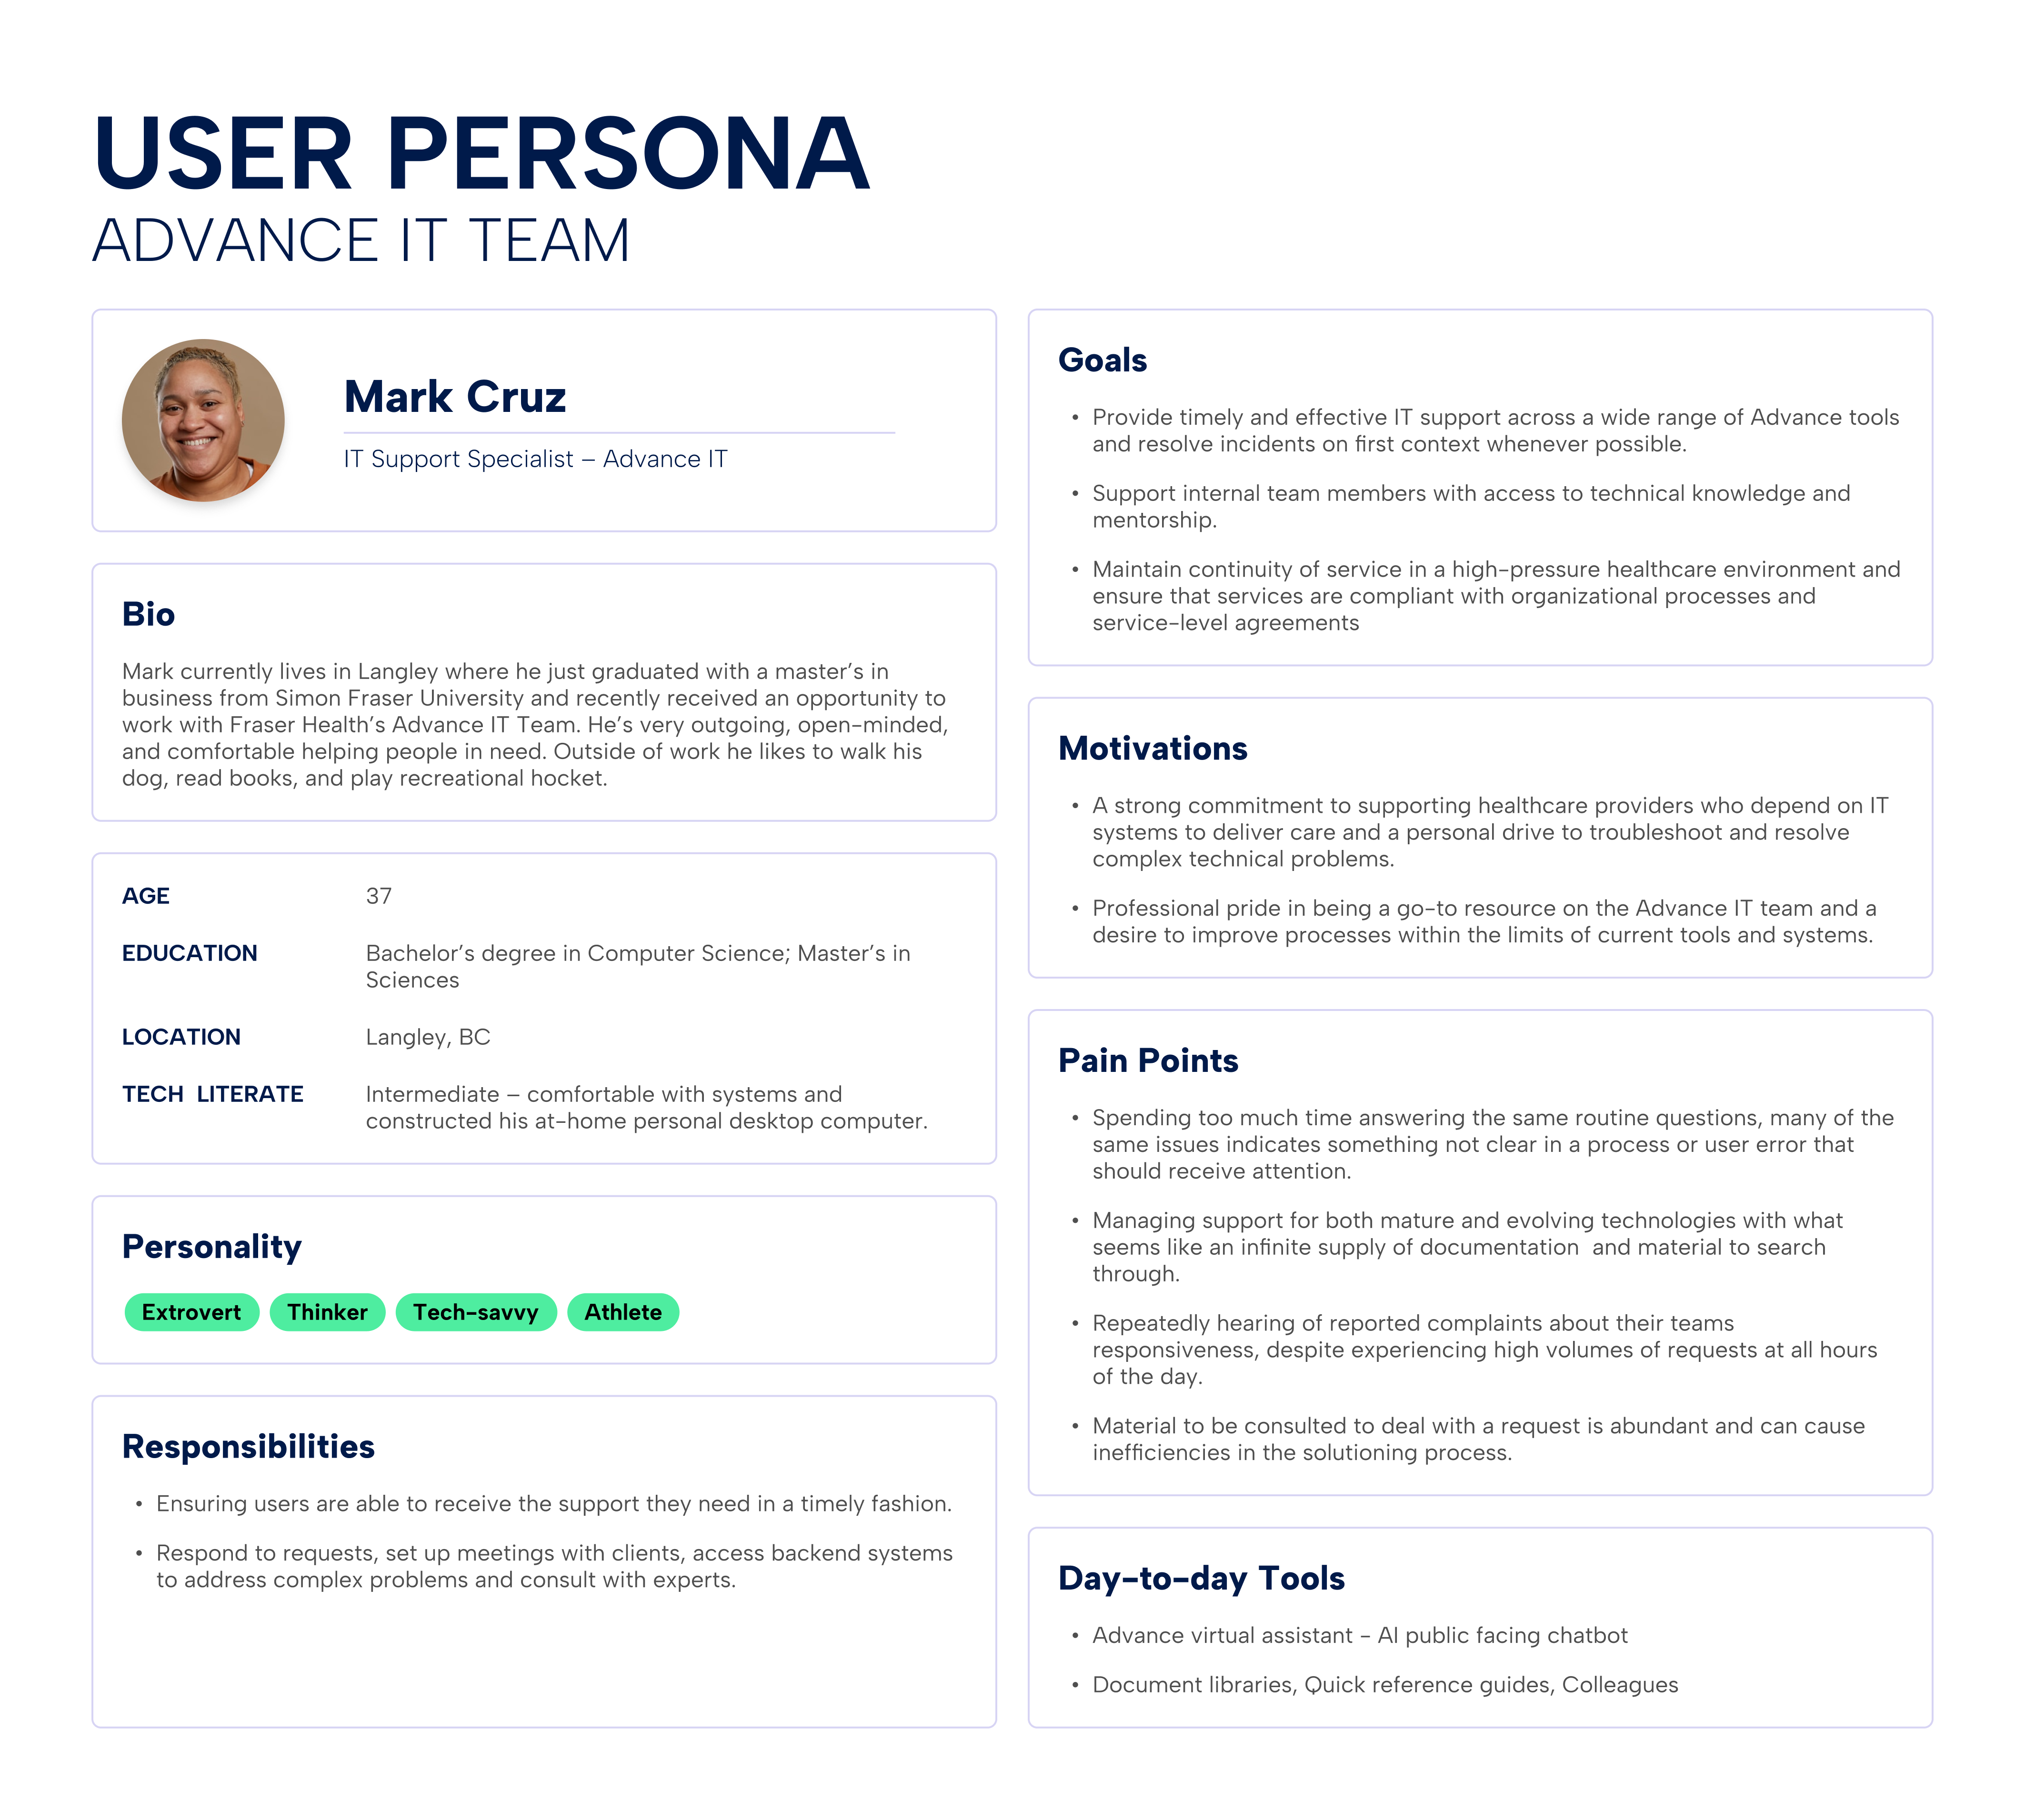 USER PERSONA
ADVANCE IT TEAM
Mark Cruz
IT Support Specialist – Advance IT
Bio
Mark currently lives in Langley where he just graduated with a master’s in
business from Simon Fraser University and recently received an opportunity to
work with Fraser Health’s Advance IT Team. He’s very outgoing, open-minded,
and comfortable helping people in need. Outside of work he likes to walk his
dog, read books, and play recreational hocket.
AGE 37
EDUCATION Bachelor’s degree in Computer Science; Master’s in
Sciences
LOCATION Langley, BC
TECH LITERATE Intermediate – comfortable with systems and
constructed his at-home personal desktop computer.
Personality
Extrovert Thinker Tech-savvy Athlete
Responsibilities
• Ensuring users are able to receive the support they need in a timely fashion.
• Respond to requests, set up meetings with clients, access backend systems
to address complex problems and consult with experts.
Goals
• Provide timely and effective IT support across a wide range of Advance tools
and resolve incidents on first context whenever possible.
• Support internal team members with access to technical knowledge and
mentorship.
• Maintain continuity of service in a high-pressure healthcare environment and
ensure that services are compliant with organizational processes and
service-level agreements
Motivations
• A strong commitment to supporting healthcare providers who depend on IT
systems to deliver care and a personal drive to troubleshoot and resolve
complex technical problems.
• Professional pride in being a go-to resource on the Advance IT team and a
desire to improve processes within the limits of current tools and systems.
Pain Points
• Spending too much time answering the same routine questions, many of the
same issues indicates something not clear in a process or user error that
should receive attention.
• Managing support for both mature and evolving technologies with what
seems like an infinite supply of documentation and material to search
through.
• Repeatedly hearing of reported complaints about their teams
responsiveness, despite experiencing high volumes of requests at all hours
of the day.
• Material to be consulted to deal with a request is abundant and can cause
inefficiencies in the solutioning process.
Day-to-day Tools
• Advance virtual assistant - AI public facing chatbot
• Document libraries, Quick reference guides, Colleagues